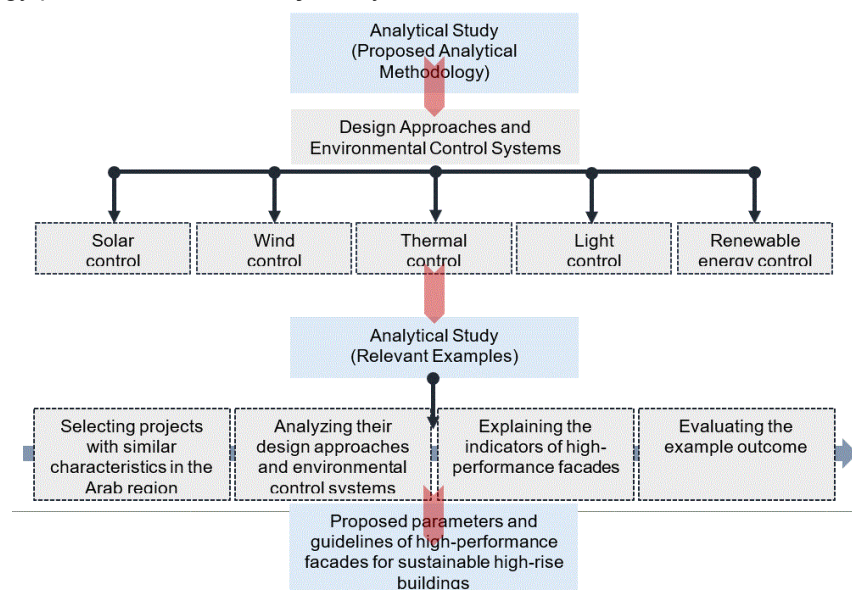 Analytical Study
(Proposed Analytical
Methodology)
Design Approaches and
Environmental Control Systems
Solar
control
Wind
control
Thermal
control
Light
control
Renewable
energy control
Analytical Study
(Relevant Examples)
Selecting projects
with similar
characteristics in the
Arab region
Analyzing their
design approaches
and environmental
control systems
Explaining the
indicators of high-
performance facades
Evaluating the
example outcome
Proposed parameters and
guidelines of high-performance
facades for sustainable high-rise
buildings